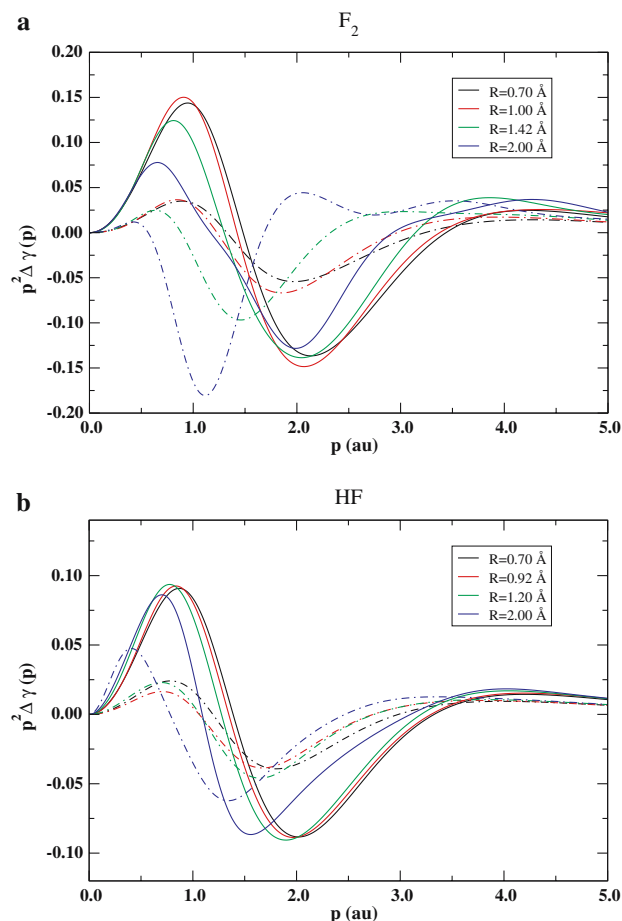 a
F2
0.20
0.15
0.10
0.05
0.00
-0.05
-0.10
-0.15
-0.20
p²Δ γ(p)
R=0.70 Å
R=1.00 Å
R=1.42 Å
R=2.00 Å
0.0 1.0 2.0 3.0 4.0 5.0
p (au)
b
HF
0.10
0.05
0.00
-0.05
-0.10
p²Δ γ(p)
R=0.70 Å
R=0.92 Å
R=1.20 Å
R=2.00 Å
0.0 1.0 2.0 3.0 4.0 5.0
p (au)